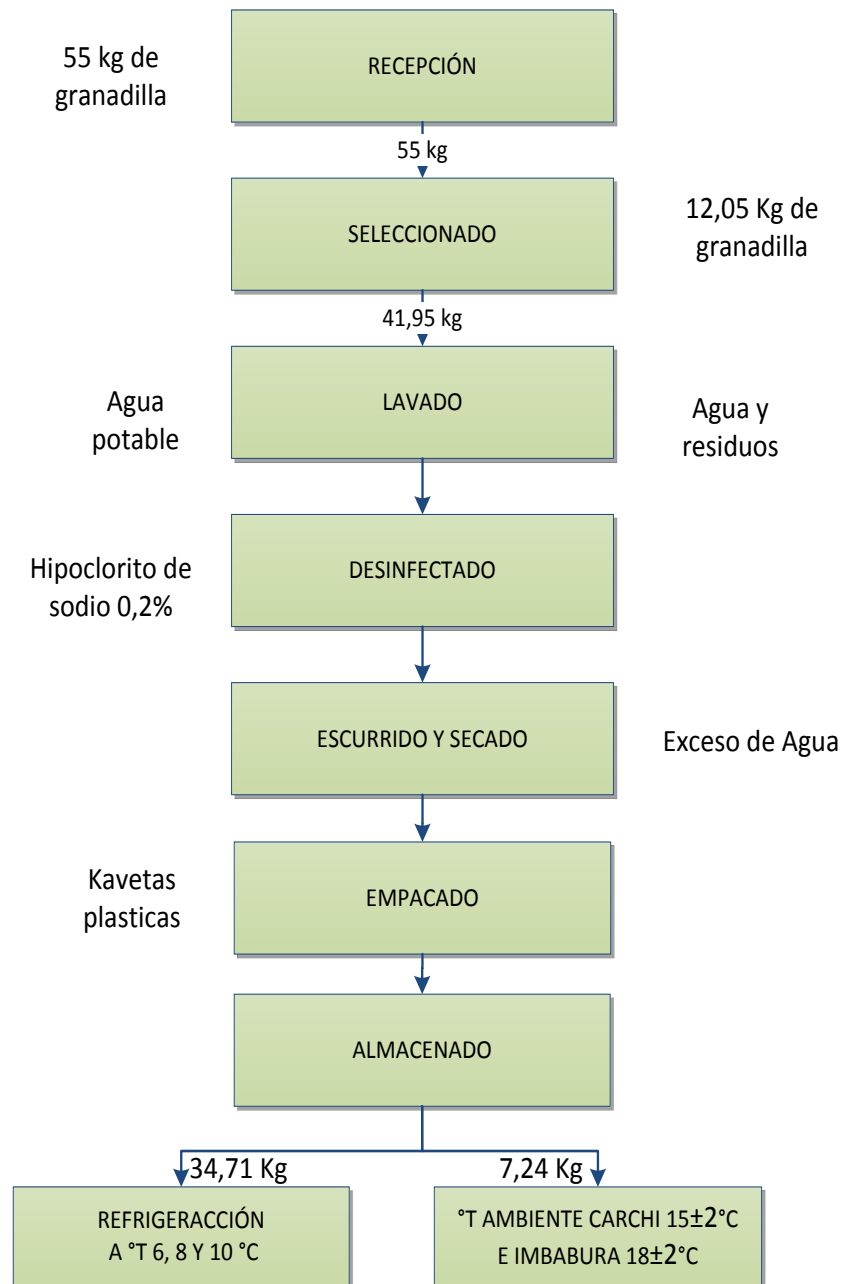 55 kg de
granadilla
RECEPCIÓN
55 kg
SELECCIONADO
12,05 Kg de
granadilla
41,95 kg
Agua
potable
LAVADO
Agua y
residuos
Hipoclorito de
sodio 0,2%
DESINFECTADO
ESCURRIDO Y SECADO
Exceso de Agua
Kavetas
plasticas
EMPACADO
ALMACENADO
34,71 Kg
7,24 Kg
REFRIGERACCIÓN
A °T 6, 8 Y 10 °C
°T AMBIENTE CARCHI 15±2°C
E IMBABURA 18±2°C